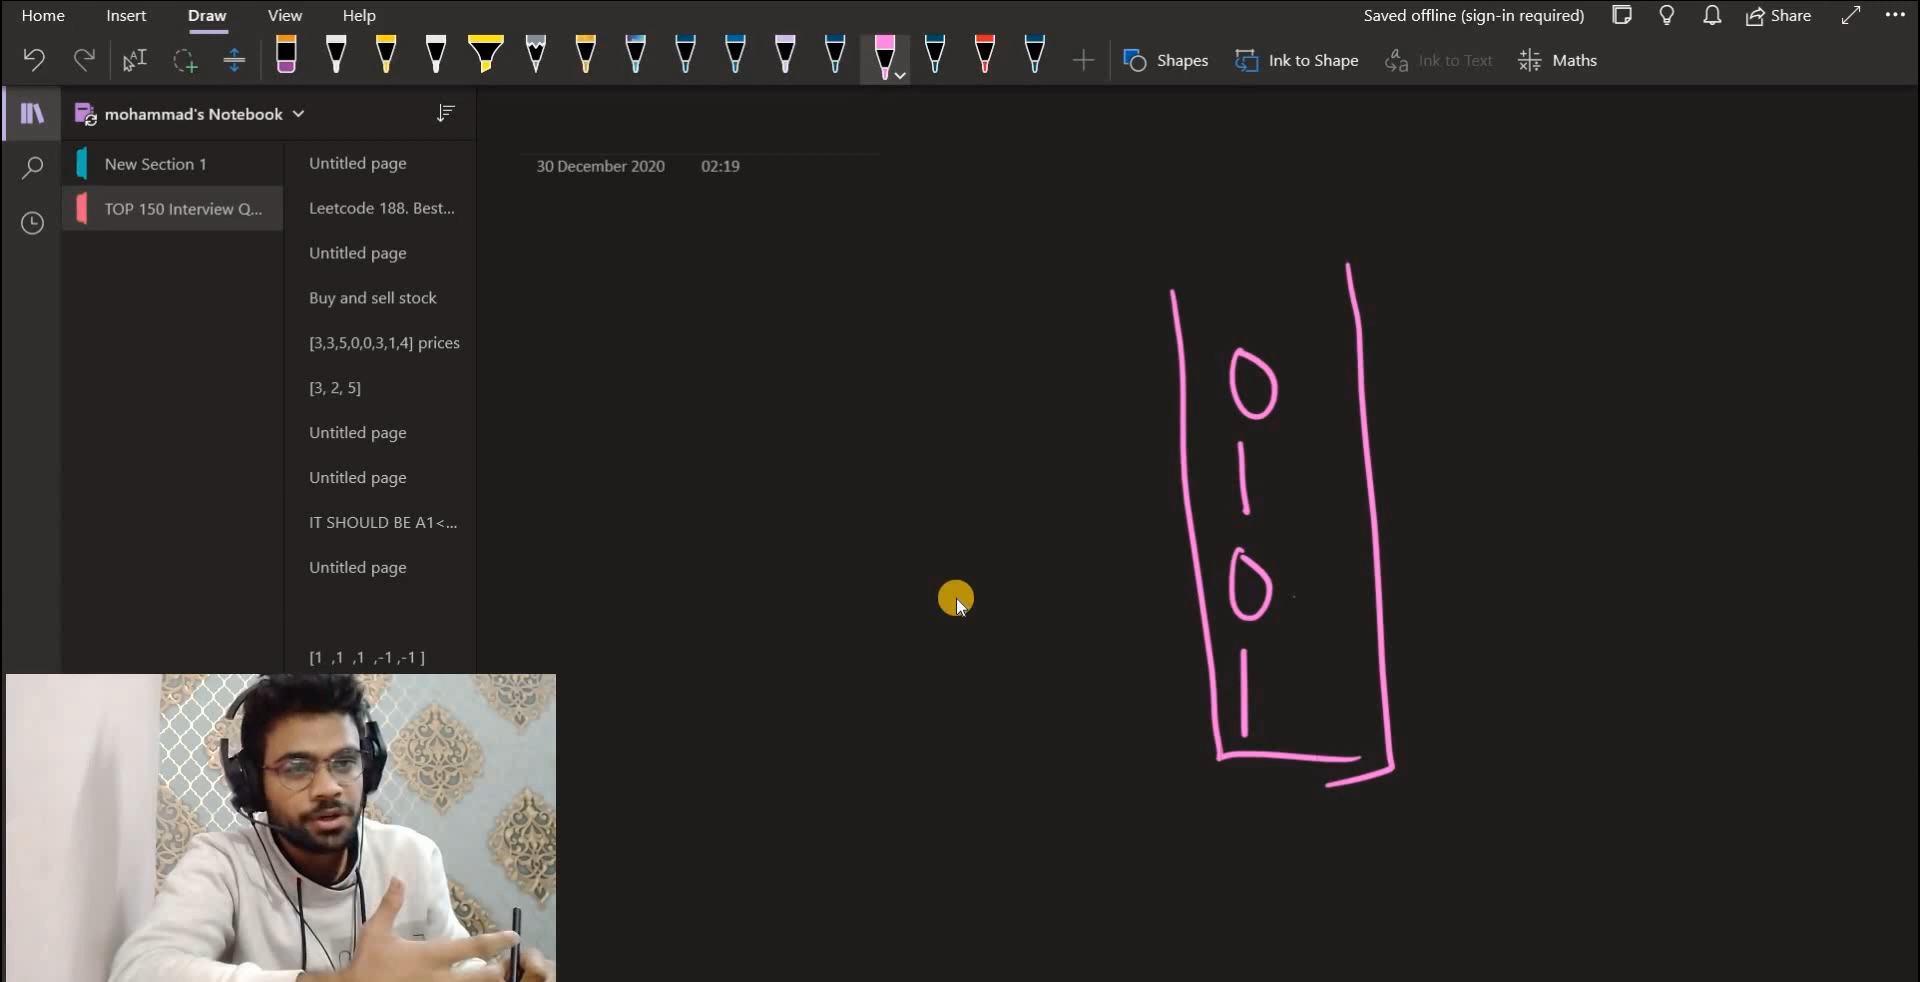 Home Insert Draw View Help
Saved offline (sign-in required) Share
Shapes Ink to Shape Ink to Text Maths
mohammad's Notebook
New Section 1
TOP 150 Interview Q...
Untitled page
Leetcode 188. Best...
Untitled page
Buy and sell stock
[3,3,5,0,0,3,1,4] prices
[3, 2, 5]
Untitled page
Untitled page
IT SHOULD BE A1<...
Untitled page
[1 ,1 ,1 ,-1 ,-1 ]
30 December 2020 02:19
0
1
0
1